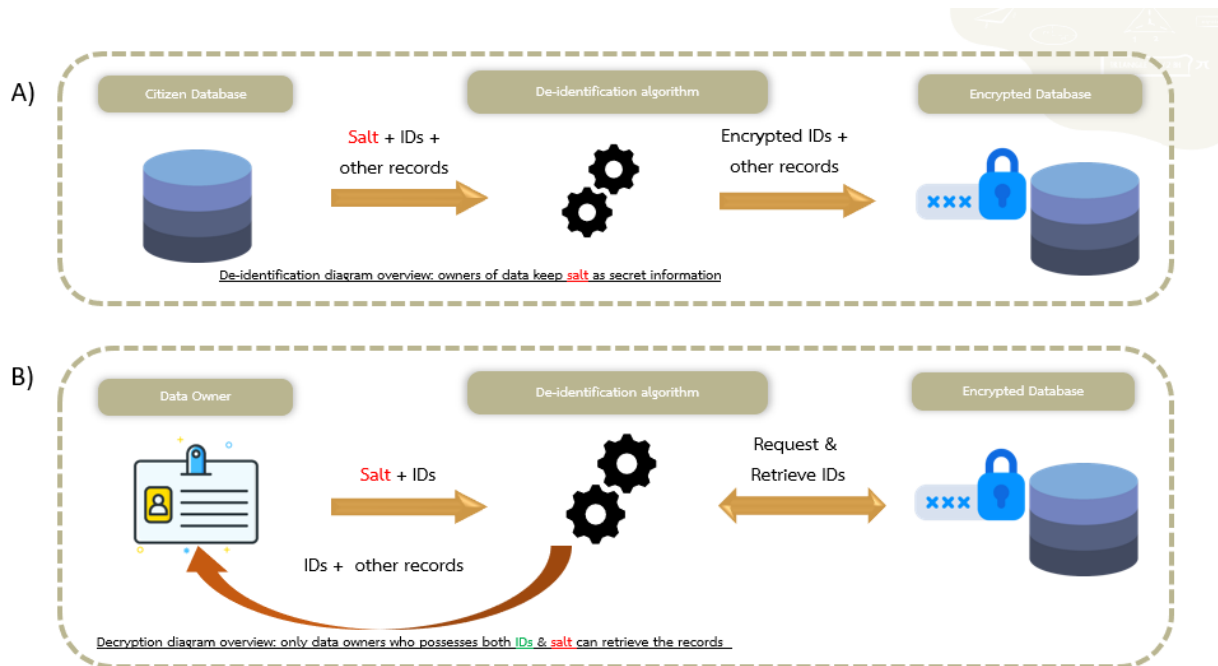 A)
Citizen Database
De-identification algorithm
Encrypted Database
Salt + IDs +
other records
Encrypted IDs +
other records
xxx
De-identification diagram overview: owners of data keep salt as secret information
B)
Data Owner
De-identification algorithm
Encrypted Database
Salt + IDs
Request &
Retrieve IDs
xxx
IDs + other records
Decryption diagram overview: only data owners who possesses both IDs & salt can retrieve the records